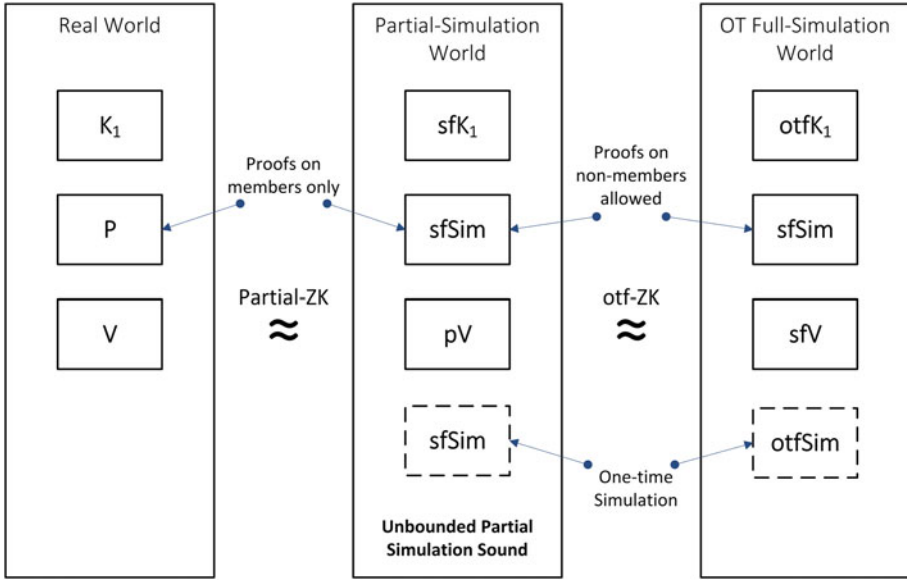 Real World
K₁
P
V
Proofs on
members only
Partial-ZK
≈
Partial-Simulation
World
sfK₁
sfSim
pV
sfSim
Unbounded Partial
Simulation Sound
Proofs on
non-members
allowed
otf-ZK
≈
One-time
Simulation
OT Full-Simulation
World
otfK₁
sfSim
sfV
otfSim